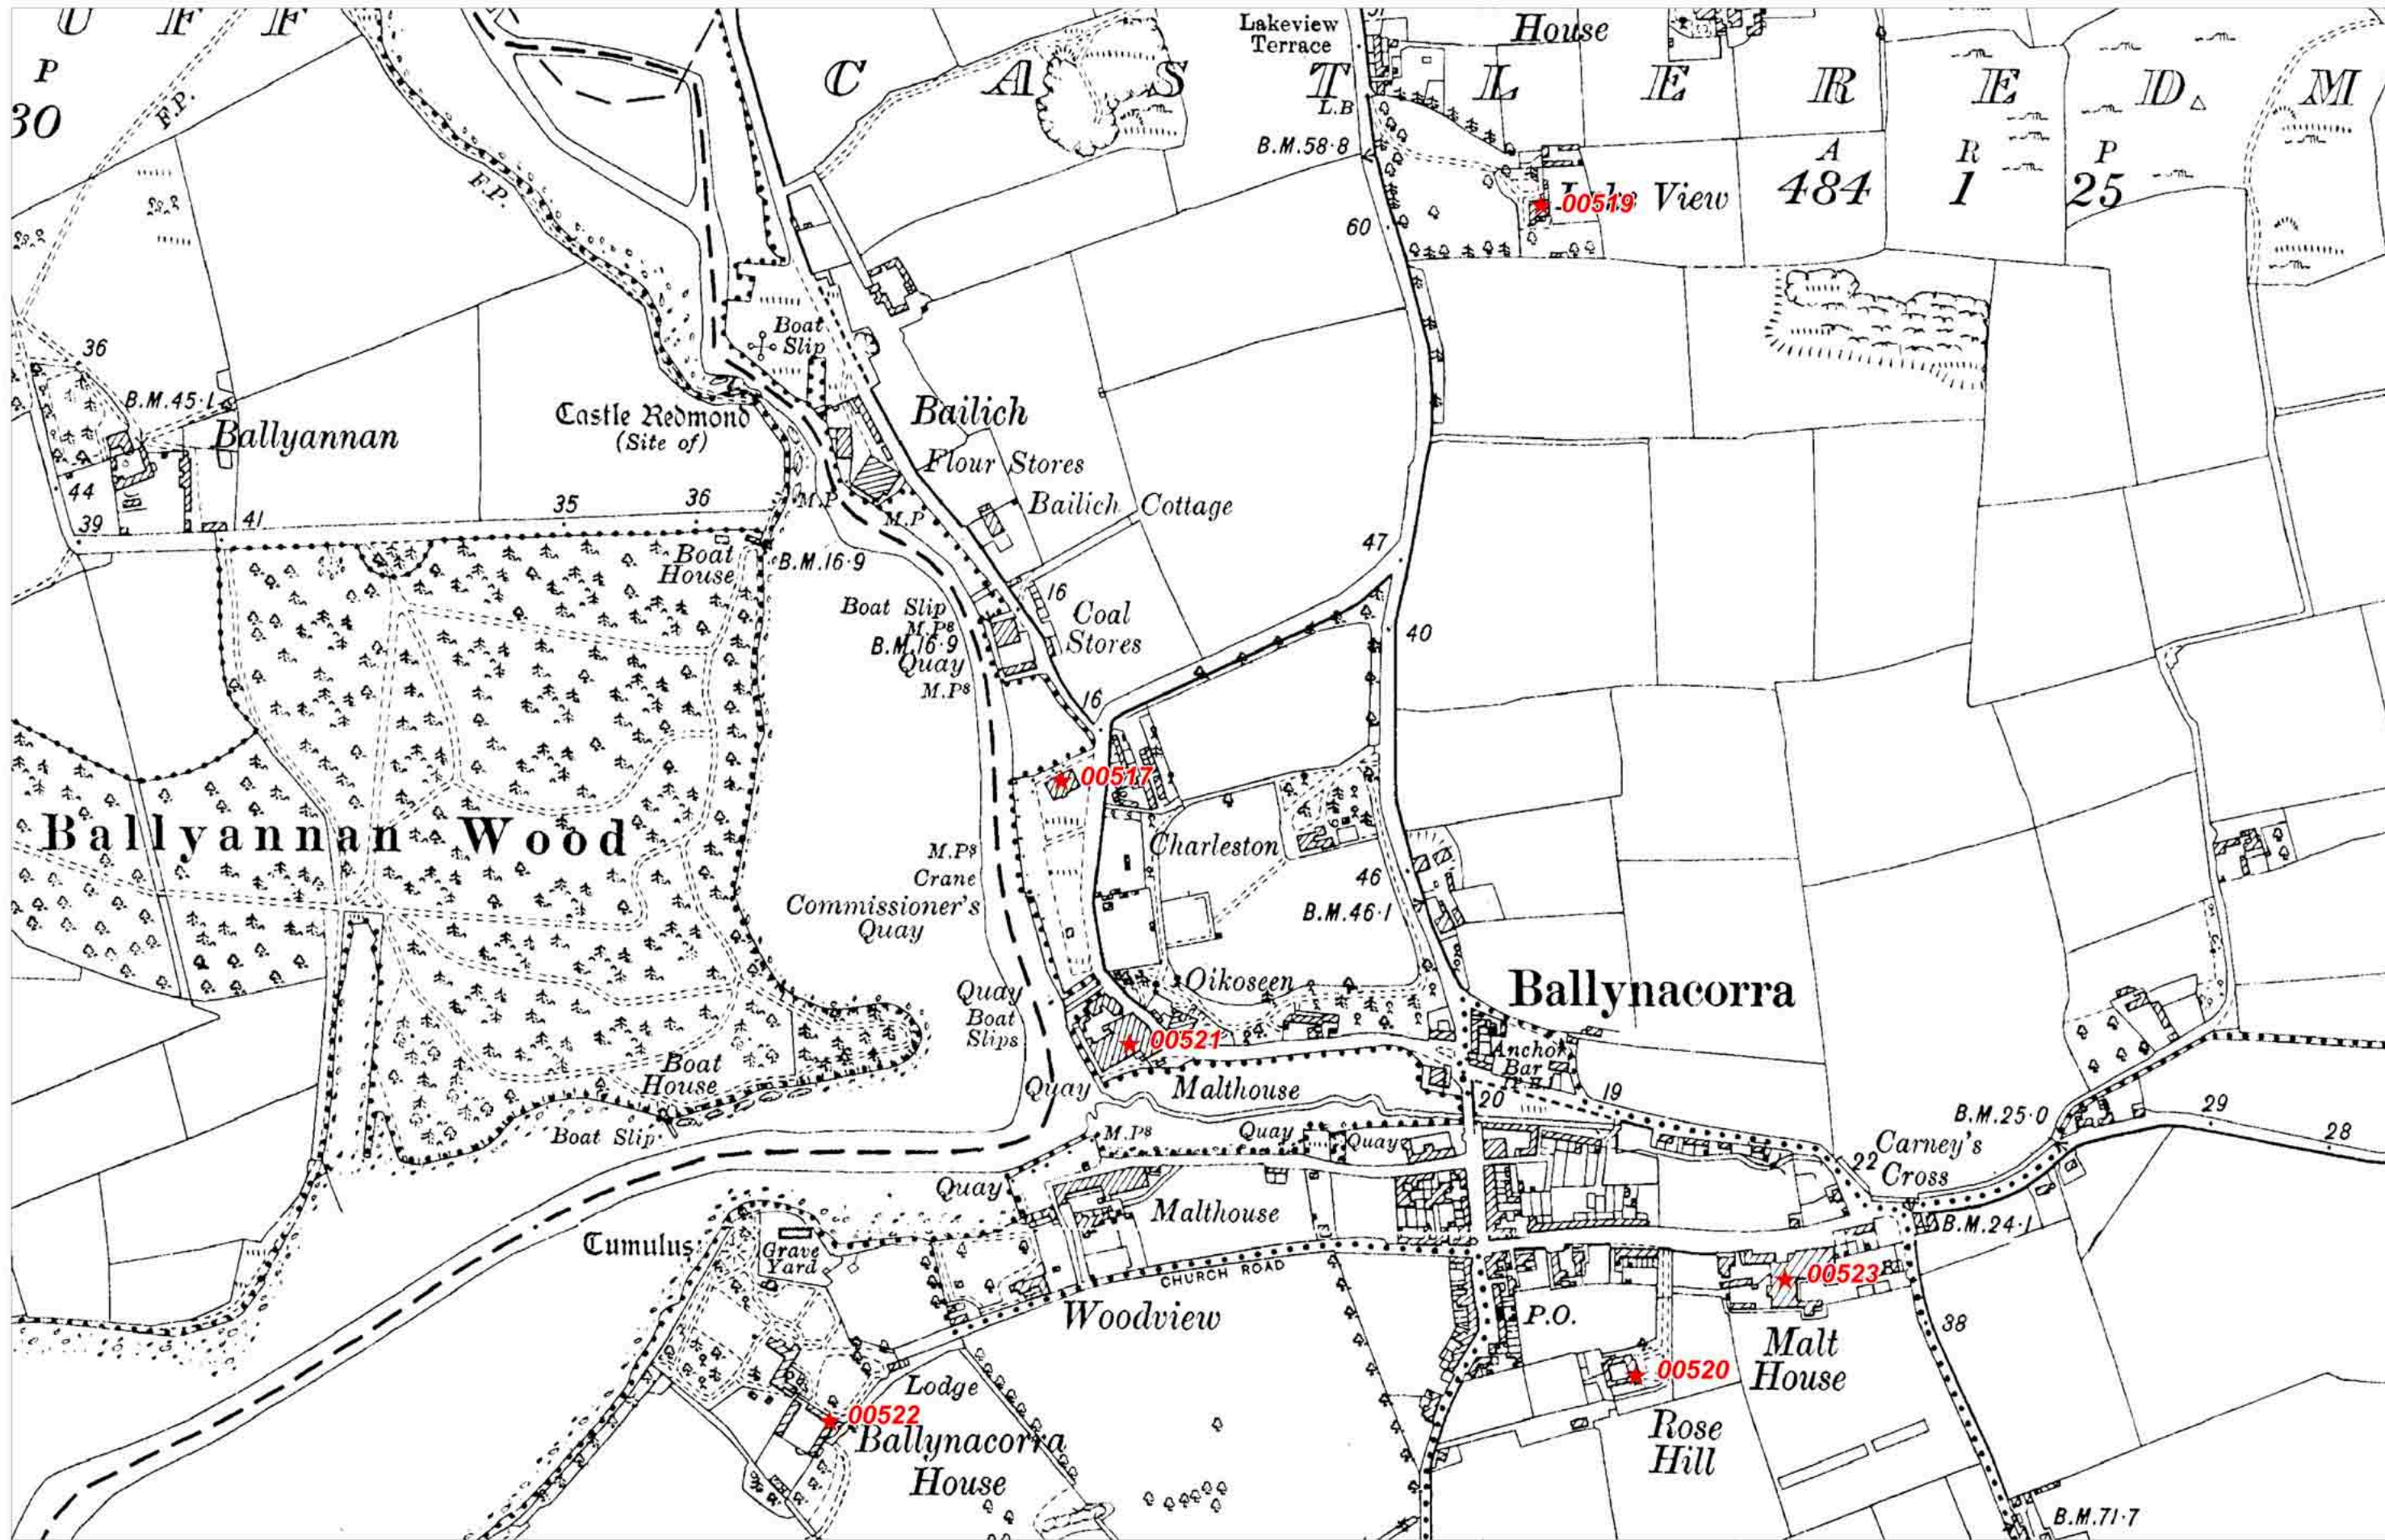 U F F
P
30
F.P.
F.P.
C A S T L E R E D M
Lakeview
Terrace
House
L.B
B.M.58·8
A R P
484 1 25
Lake View
00519
60
Boat
Slip
36
B.M.45·1
Ballyannan
Castle Redmond
(Site of)
Bailich
Flour Stores
Bailich Cottage
44
39
41
35
36
M.P
M.P
47
Boat
House
B.M.16·9
16
Coal
Stores
Boat Slip
M.Ps
B.M.16·9
Quay
M.Ps
40
16
00517
Ballyannan Wood
Charleston
M.Ps
Crane
Commissioner's
Quay
46
B.M.46·1
Oikoseen
Ballynacorra
Quay
Boat
Slips
00521
Anchor
Bar
(P.H.)
Boat
House
Quay
Malthouse
20
19
Boat Slip
M.Ps
Quay
Quay
B.M.25·0
29
28
Carney's
Cross
22
Quay
Malthouse
B.M.24·1
Tumulus
Grave
Yard
CHURCH ROAD
00523
Woodview
P.O.
38
Malt
House
00520
Lodge
00522
Ballynacorra
House
Rose
Hill
B.M.71·7